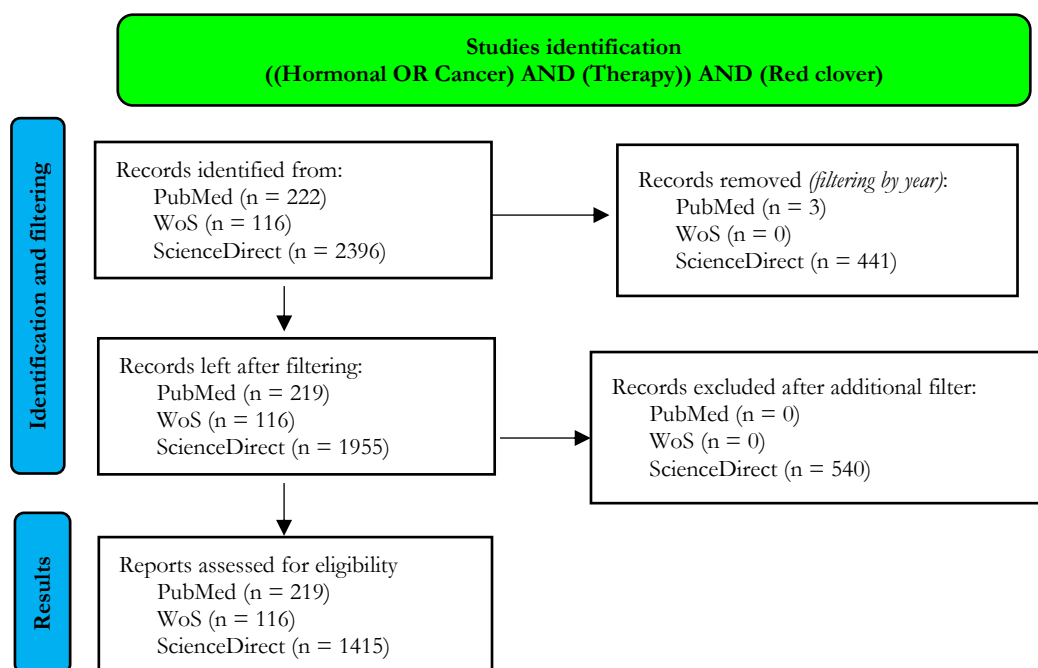 Studies identification
((Hormonal OR Cancer) AND (Therapy)) AND (Red clover)
Identification and filtering
Records identified from:
PubMed (n = 222)
WoS (n = 116)
ScienceDirect (n = 2396)
Records removed (filtering by year):
PubMed (n = 3)
WoS (n = 0)
ScienceDirect (n = 441)
Records left after filtering:
PubMed (n = 219)
WoS (n = 116)
ScienceDirect (n = 1955)
Records excluded after additional filter:
PubMed (n = 0)
WoS (n = 0)
ScienceDirect (n = 540)
Results
Reports assessed for eligibility
PubMed (n = 219)
WoS (n = 116)
ScienceDirect (n = 1415)